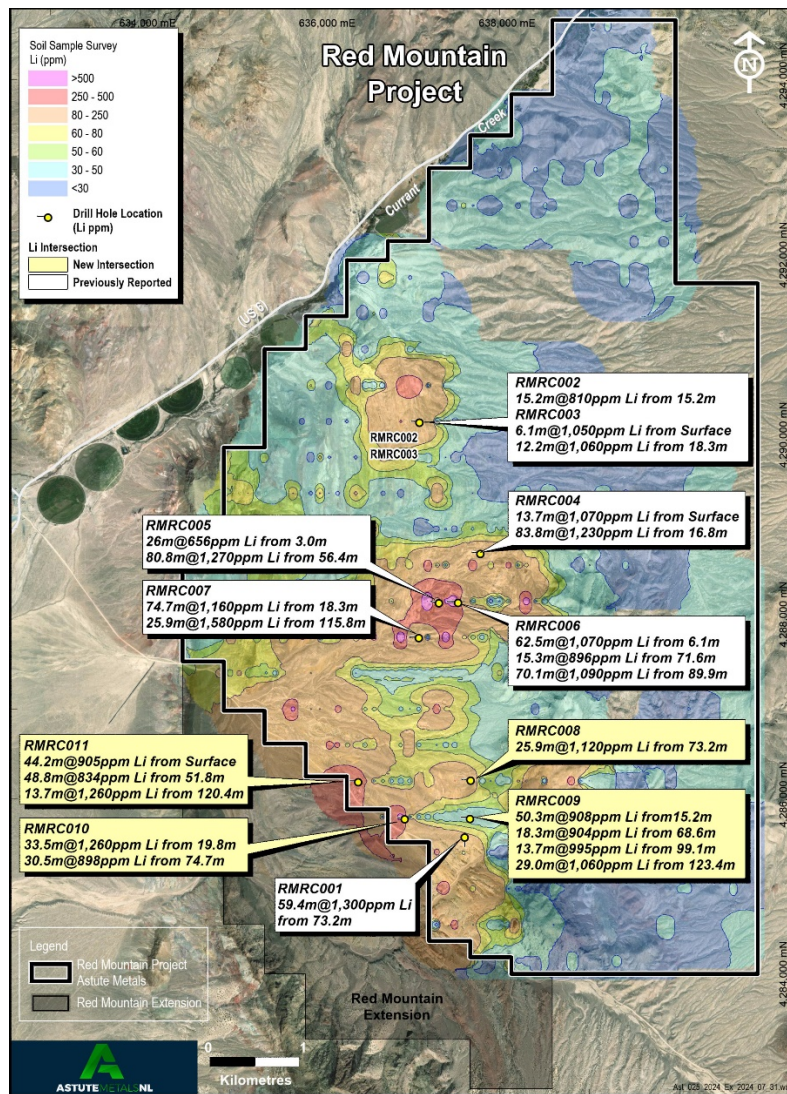 634,000 mE
636,000 mE
638,000 mE
Soil Sample Survey
Li (ppm)
>500
250 - 500
80 - 250
60 - 80
50 - 60
30 - 50
<30
Drill Hole Location
(Li ppm)
Li Intersection
New Intersection
Previously Reported
Red Mountain
Project
N
4,294,000 mN
4,292,000 mN
4,290,000 mN
4,288,000 mN
4,286,000 mN
4,284,000 mN
Currant Creek
(US 6)
RMRC002
15.2m@810ppm Li from 15.2m
RMRC003
6.1m@1,050ppm Li from Surface
12.2m@1,060ppm Li from 18.3m
RMRC002
RMRC003
RMRC004
13.7m@1,070ppm Li from Surface
83.8m@1,230ppm Li from 16.8m
RMRC005
26m@656ppm Li from 3.0m
80.8m@1,270ppm Li from 56.4m
RMRC007
74.7m@1,160ppm Li from 18.3m
25.9m@1,580ppm Li from 115.8m
RMRC006
62.5m@1,070ppm Li from 6.1m
15.3m@896ppm Li from 71.6m
70.1m@1,090ppm Li from 89.9m
RMRC008
25.9m@1,120ppm Li from 73.2m
RMRC011
44.2m@905ppm Li from Surface
48.8m@834ppm Li from 51.8m
13.7m@1,260ppm Li from 120.4m
RMRC009
50.3m@908ppm Li from15.2m
18.3m@904ppm Li from 68.6m
13.7m@995ppm Li from 99.1m
29.0m@1,060ppm Li from 123.4m
RMRC010
33.5m@1,260ppm Li from 19.8m
30.5m@898ppm Li from 74.7m
RMRC001
59.4m@1,300ppm Li
from 73.2m
Legend
Red Mountain Project
Astute Metals
Red Mountain Extension
Red Mountain
Extension
ASTUTEMETALSNL
0 1
Kilometres